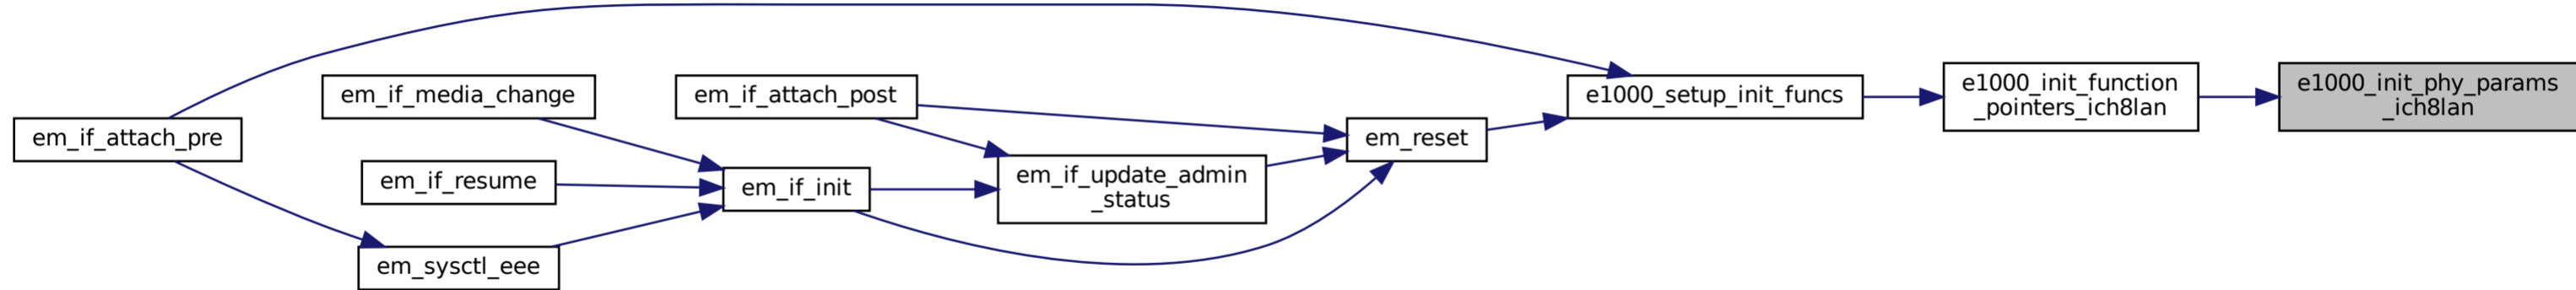 em_if_attach_pre
em_if_media_change
em_if_resume
em_sysctl_eee
em_if_attach_post
em_if_init
em_if_update_admin
_status
em_reset
e1000_setup_init_funcs
e1000_init_function
_pointers_ich8lan
e1000_init_phy_params
_ich8lan